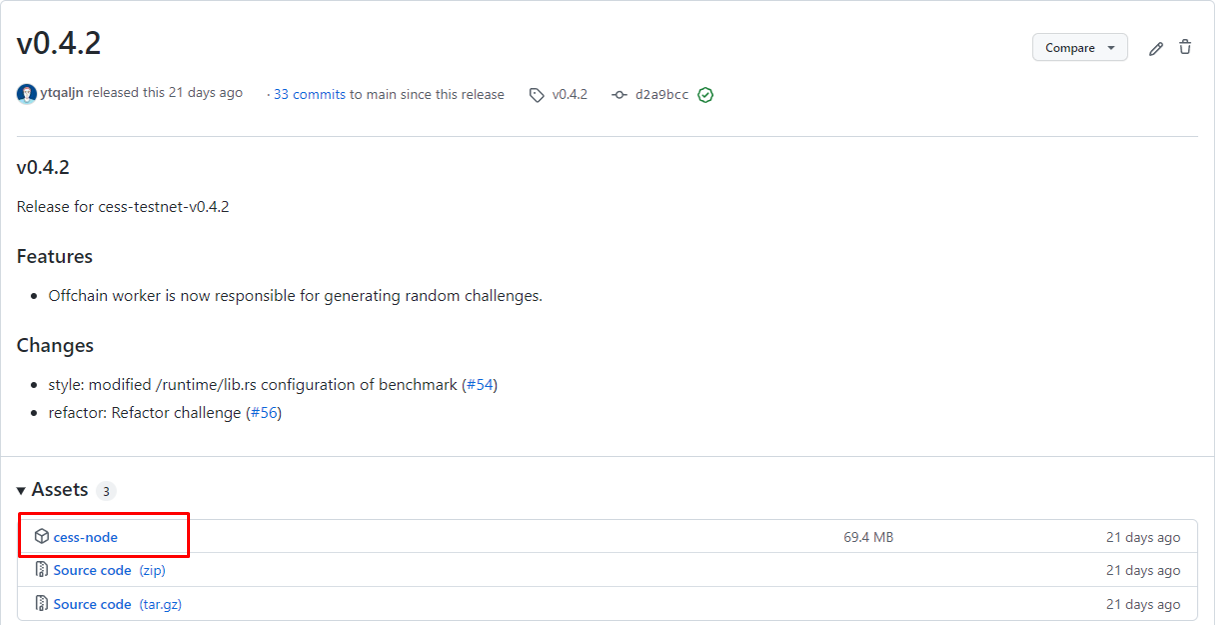 v0.4.2
Compare
ytqaljn released this 21 days ago · 33 commits to main since this release v0.4.2 d2a9bcc
v0.4.2
Release for cess-testnet-v0.4.2
Features
Offchain worker is now responsible for generating random challenges.
Changes
style: modified /runtime/lib.rs configuration of benchmark (#54)
refactor: Refactor challenge (#56)
Assets 3
cess-node 69.4 MB 21 days ago
Source code (zip) 21 days ago
Source code (tar.gz) 21 days ago